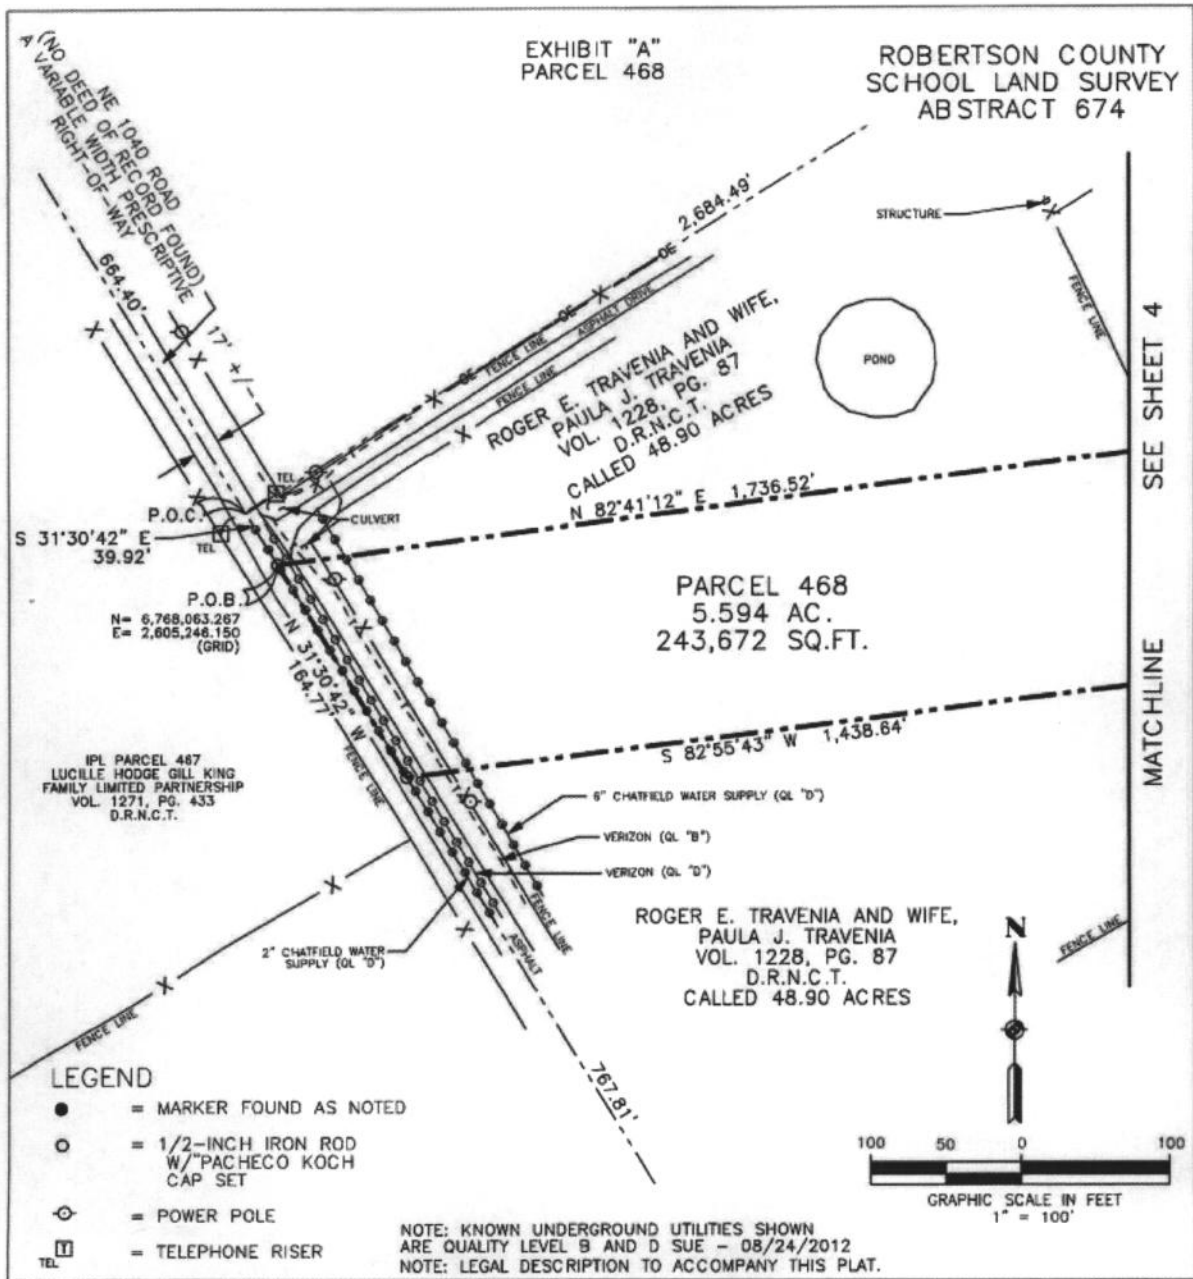 EXHIBIT "A"
PARCEL 468
ROBERTSON COUNTY
SCHOOL LAND SURVEY
ABSTRACT 674
NE 1040 ROAD
(NO DEED OF RECORD FOUND)
A VARIABLE WIDTH PRESCRIPTIVE
RIGHT-OF-WAY
664.40'
17' +/-
2,684.49'
OE
OE
OE
FENCE LINE
ASPHALT DRIVE
FENCE LINE
STRUCTURE
FENCE LINE
POND
ROGER E. TRAVENIA AND WIFE,
PAULA J. TRAVENIA
VOL. 1228, PG. 87
D.R.N.C.T.
CALLED 48.90 ACRES
SEE SHEET 4
MATCHLINE
TEL
CULVERT
P.O.C.
TEL
S 31°30'42" E
39.92'
N 82°41'12" E 1,736.52'
P.O.B.
N= 6,768,063.267
E= 2,605,246.150
(GRID)
PARCEL 468
5.594 AC.
243,672 SQ.FT.
N 31°30'42" W
164.77'
S 82°55'43" W 1,438.64'
FENCE LINE
IPL PARCEL 467
LUCILLE HODGE GILL KING
FAMILY LIMITED PARTNERSHIP
VOL. 1271, PG. 433
D.R.N.C.T.
6" CHATFIELD WATER SUPPLY (QL "D")
VERIZON (QL "B")
VERIZON (QL "D")
2" CHATFIELD WATER
SUPPLY (QL "D")
FENCE LINE
ASPHALT
ROGER E. TRAVENIA AND WIFE,
PAULA J. TRAVENIA
VOL. 1228, PG. 87
D.R.N.C.T.
CALLED 48.90 ACRES
N
FENCE LINE
FENCE LINE
767.81'
LEGEND
= MARKER FOUND AS NOTED
= 1/2-INCH IRON ROD
W/"PACHECO KOCH
CAP SET
= POWER POLE
T
TEL
= TELEPHONE RISER
NOTE: KNOWN UNDERGROUND UTILITIES SHOWN
ARE QUALITY LEVEL B AND D SUE - 08/24/2012
NOTE: LEGAL DESCRIPTION TO ACCOMPANY THIS PLAT.
100 50 0 100
GRAPHIC SCALE IN FEET
1" = 100'